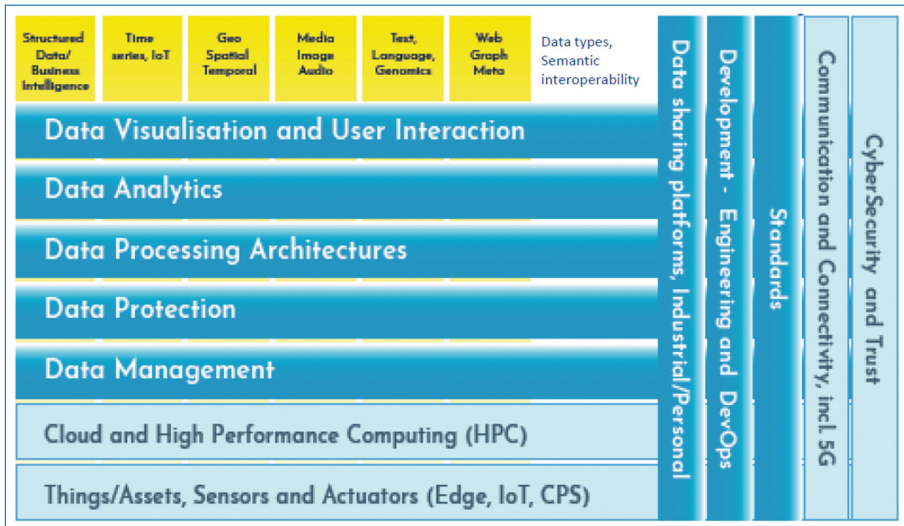 Structured
Data/
Business
Intelligence
Time
series, IoT
Geo
Spatial
Temporal
Media
Image
Audio
Text,
Language,
Genomics
Web
Graph
Meta
Data types,
Semantic
interoperability
Data Visualisation and User Interaction
Data Analytics
Data Processing Architectures
Data Protection
Data Management
Cloud and High Performance Computing (HPC)
Things/Assets, Sensors and Actuators (Edge, IoT, CPS)
Data sharing platforms, Industrial/Personal
Development - Engineering and DevOps
Standards
Communication and Connectivity, incl. 5G
CyberSecurity and Trust